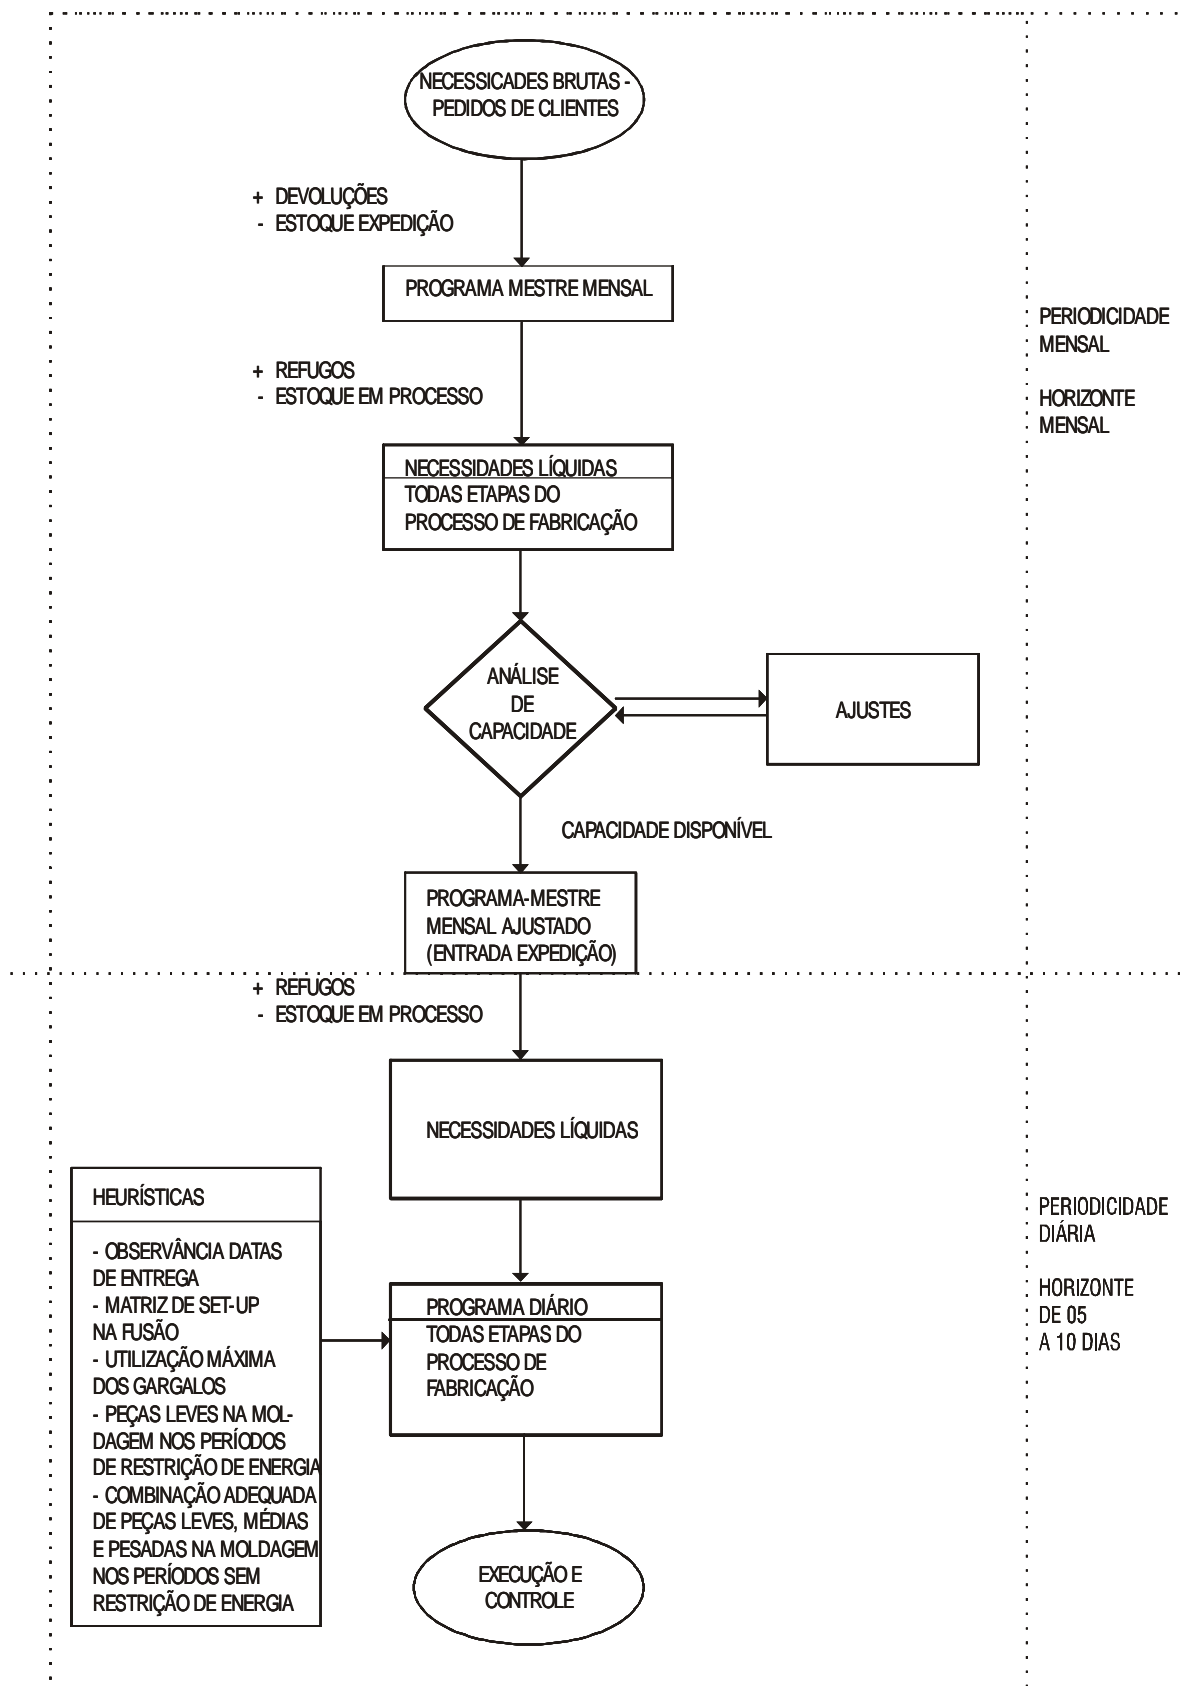 NECESSICADES BRUTAS -
PEDIDOS DE CLIENTES
+ DEVOLUÇÕES
- ESTOQUE EXPEDIÇÃO
PROGRAMA MESTRE MENSAL
PERIODICIDADE
MENSAL
HORIZONTE
MENSAL
+ REFUGOS
- ESTOQUE EM PROCESSO
NECESSIDADES LÍQUIDAS
TODAS ETAPAS DO
PROCESSO DE FABRICAÇÃO
ANÁLISE
DE
CAPACIDADE
AJUSTES
CAPACIDADE DISPONÍVEL
PROGRAMA-MESTRE
MENSAL AJUSTADO
(ENTRADA EXPEDIÇÃO)
+ REFUGOS
- ESTOQUE EM PROCESSO
NECESSIDADES LÍQUIDAS
HEURÍSTICAS
- OBSERVÂNCIA DATAS
DE ENTREGA
- MATRIZ DE SET-UP
NA FUSÃO
- UTILIZAÇÃO MÁXIMA
DOS GARGALOS
- PEÇAS LEVES NA MOL-
DAGEM NOS PERÍODOS
DE RESTRIÇÃO DE ENERGIA
- COMBINAÇÃO ADEQUADA
DE PEÇAS LEVES, MÉDIAS
E PESADAS NA MOLDAGEM
NOS PERÍODOS SEM
RESTRIÇÃO DE ENERGIA
PROGRAMA DIÁRIO
TODAS ETAPAS DO
PROCESSO DE
FABRICAÇÃO
PERIODICIDADE
DIÁRIA
HORIZONTE
DE 05
A 10 DIAS
EXECUÇÃO E
CONTROLE